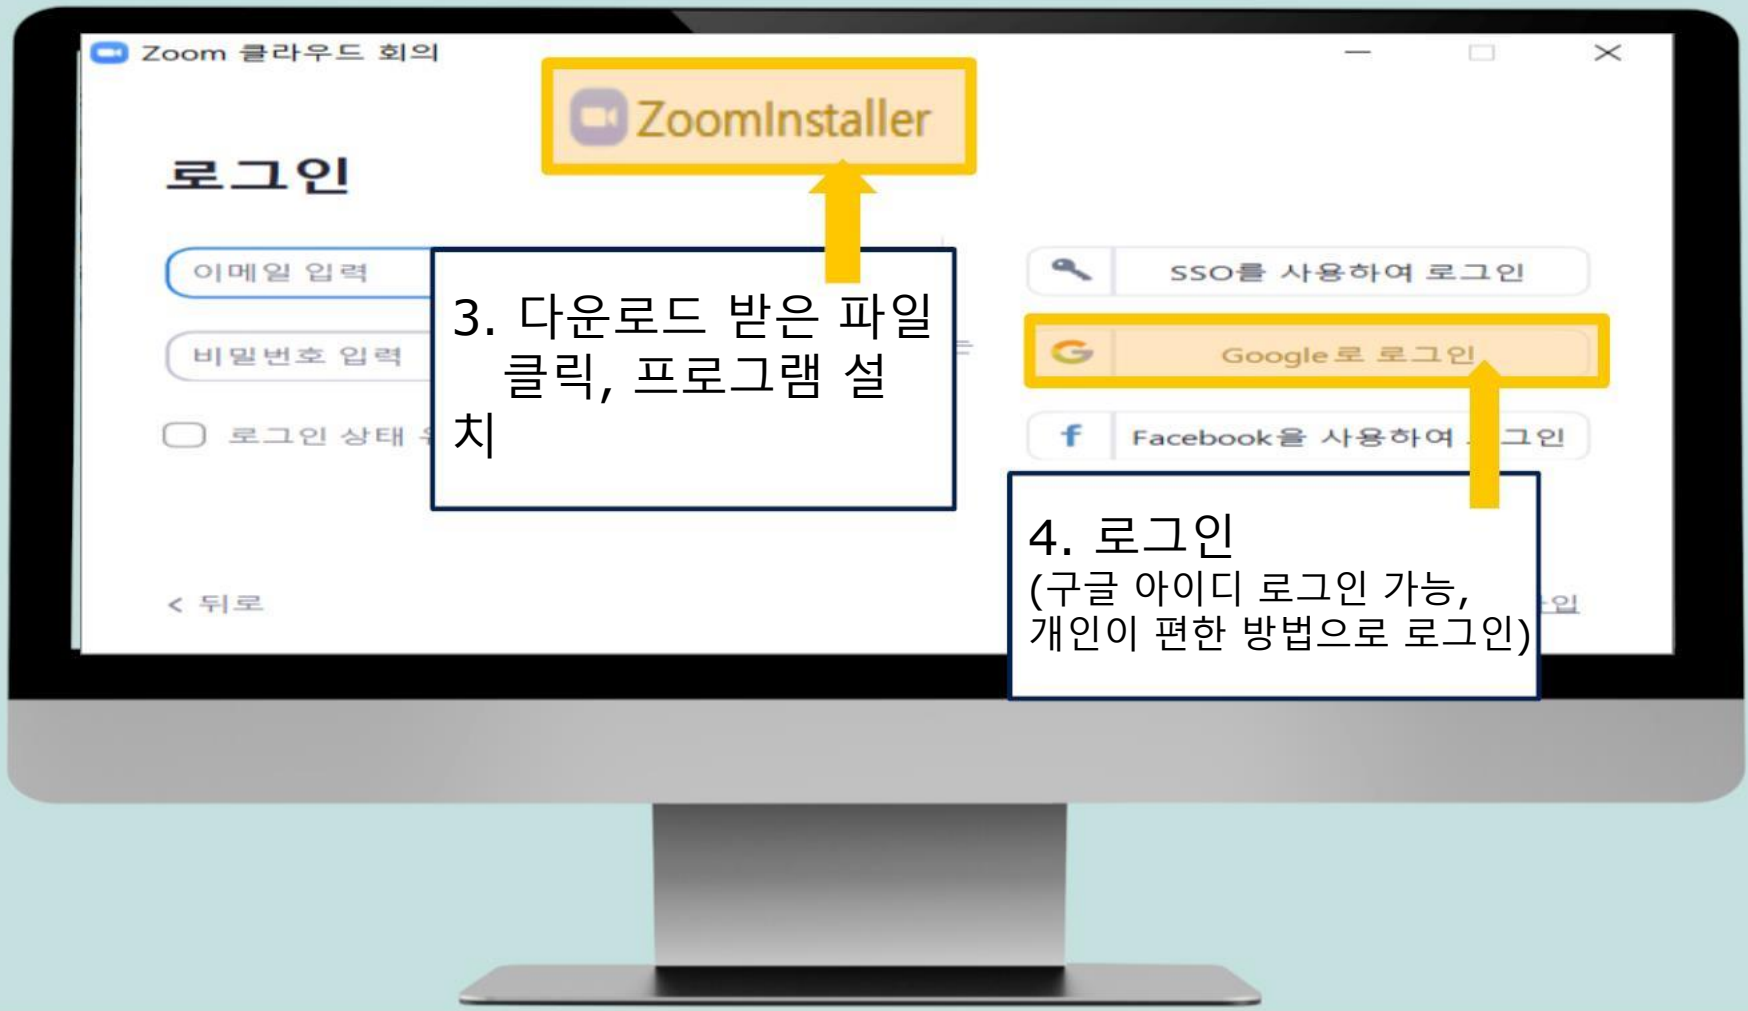 Zoom 클라우드 회의
ZoomInstaller
로그인
이메일 입력
비밀번호 입력
로그인 상태
3. 다운로드 받은 파일
클릭, 프로그램 설
치
SSO를 사용하여 로그인
Google로 로그인
Facebook을 사용하여 그인
4. 로그인
(구글 아이디 로그인 가능,
개인이 편한 방법으로 로그인)
< 뒤로